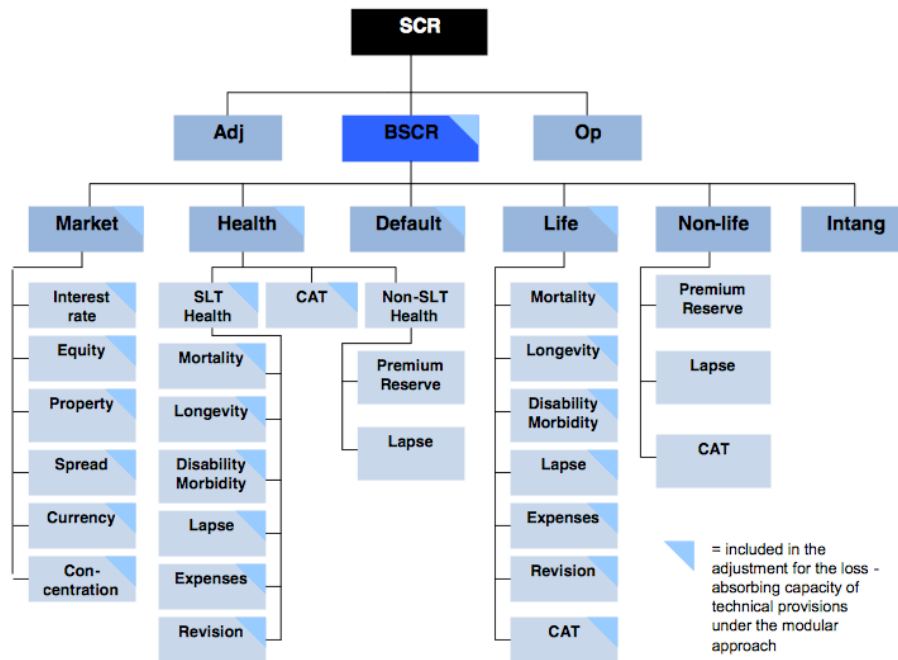 SCR
Adj
BSCR
Op
Market
Health
Default
Life
Non-life
Intang
Interest
rate
Equity
Property
Spread
Currency
Con-
centration
SLT
Health
CAT
Non-SLT
Health
Mortality
Longevity
Disability
Morbidity
Lapse
Expenses
Revision
Premium
Reserve
Lapse
Mortality
Longevity
Disability
Morbidity
Lapse
Expenses
Revision
CAT
Premium
Reserve
Lapse
CAT
= included in the
adjustment for the loss -
absorbing capacity of
technical provisions
under the modular
approach